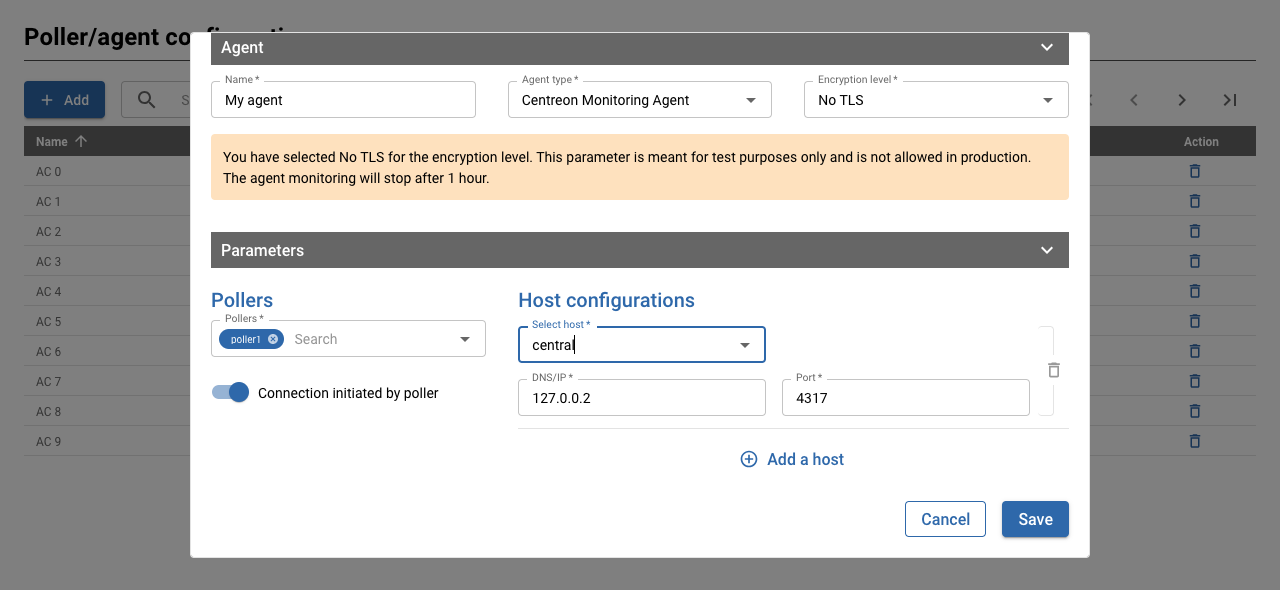 Poller/agent co
Agent
Name *
My agent
Agent type *
Centreon Monitoring Agent
Encryption level *
No TLS
Add
S
You have selected No TLS for the encryption level. This parameter is meant for test purposes only and is not allowed in production.
The agent monitoring will stop after 1 hour.
Name
Action
AC 0
AC 1
AC 2
AC 3
AC 4
AC 5
AC 6
AC 7
AC 8
AC 9
Parameters
Pollers
Pollers *
poller1
Search
Connection initiated by poller
Host configurations
Select host *
central
DNS/IP *
127.0.0.2
Port *
4317
Add a host
Cancel
Save